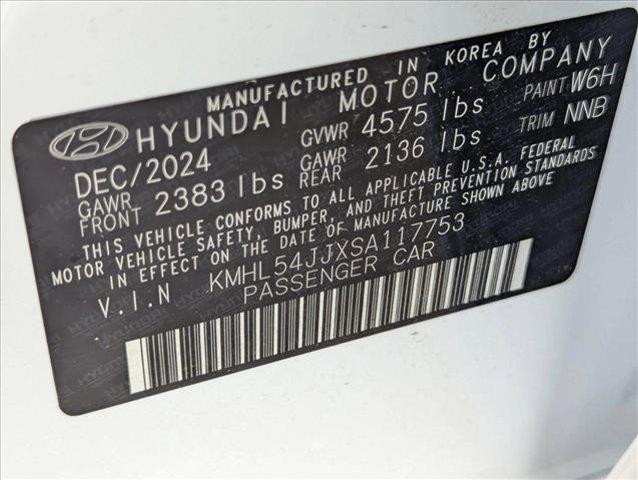 MANUFACTURED IN KOREA BY
HYUNDAI MOTOR COMPANY
DEC/2024 GVWR 4575 lbs PAINT W6H
GAWR FRONT 2383 lbs GAWR REAR 2136 lbs TRIM NNB
THIS VEHICLE CONFORMS TO ALL APPLICABLE U.S.A. FEDERAL
MOTOR VEHICLE SAFETY, BUMPER, AND THEFT PREVENTION STANDARDS
IN EFFECT ON THE DATE OF MANUFACTURE SHOWN ABOVE
V.I.N KMHL54JJXSA117753
PASSENGER CAR